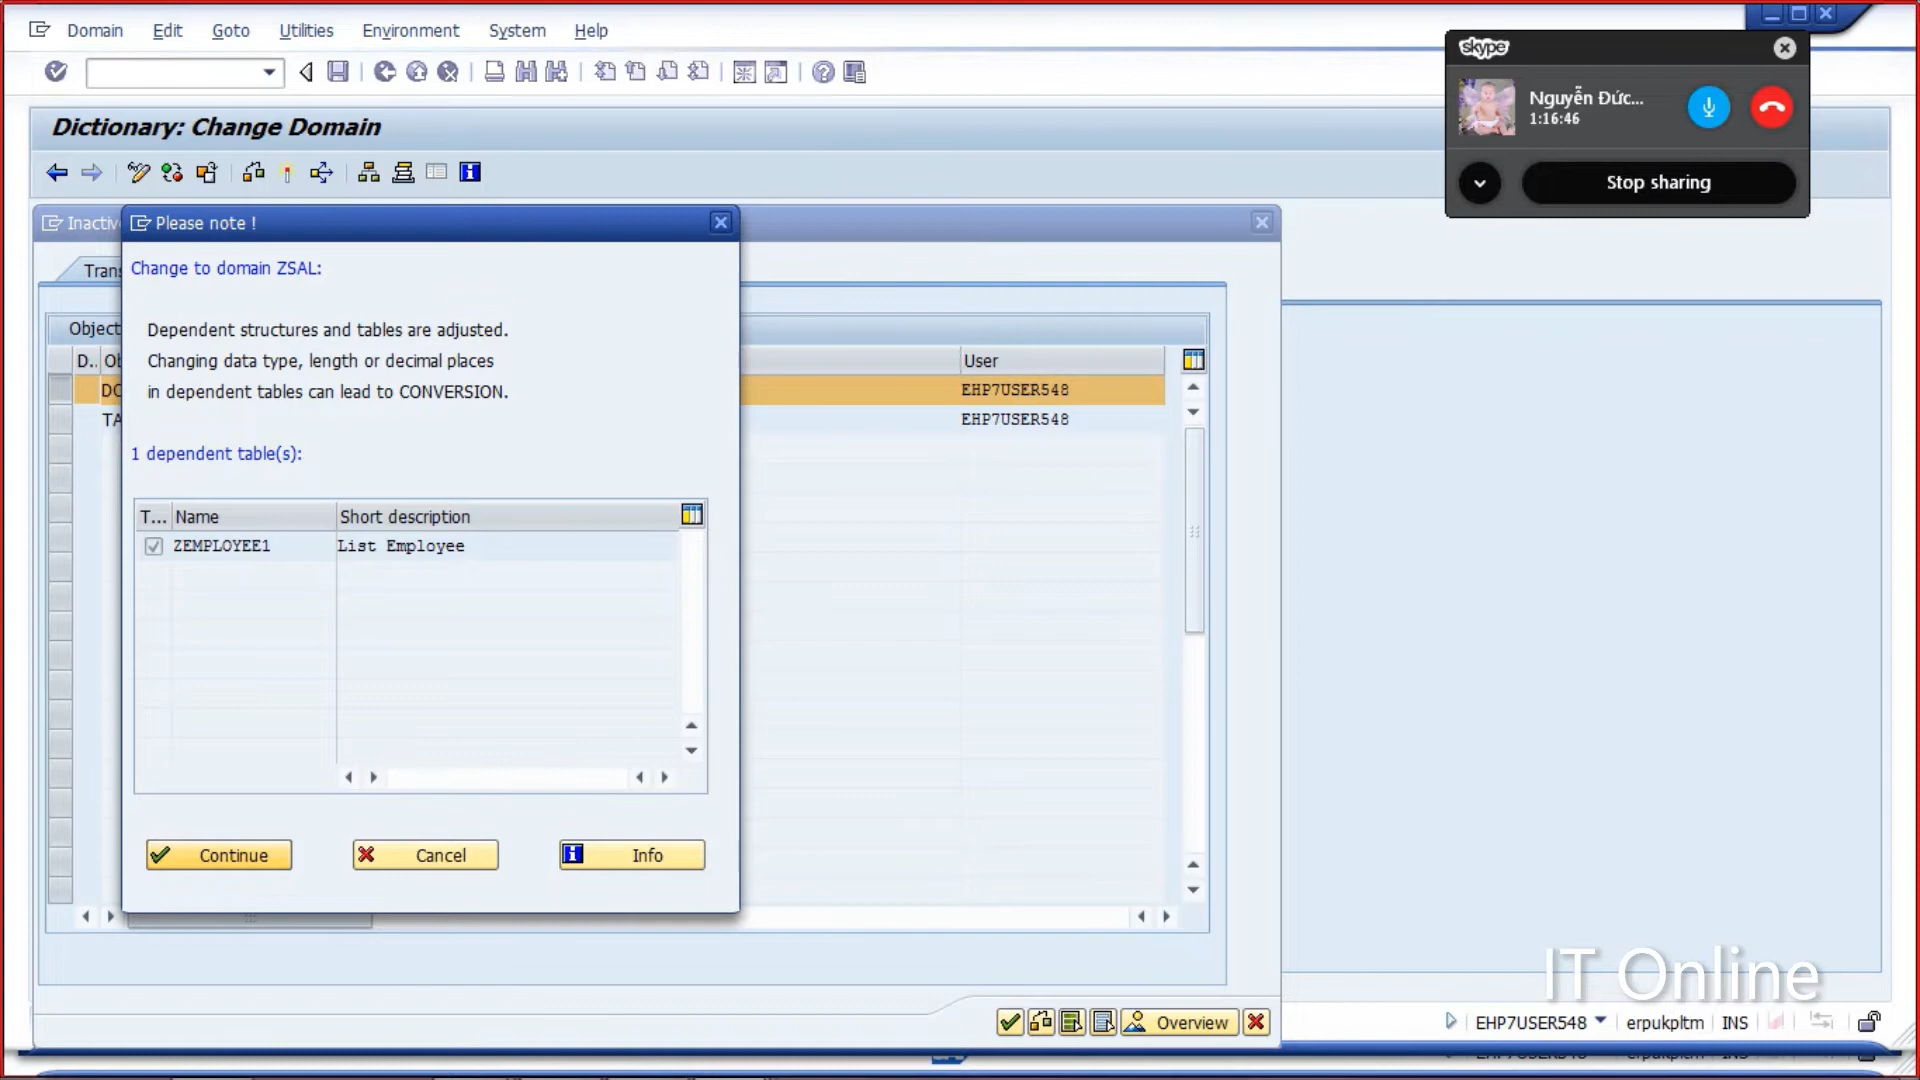 Domain Edit Goto Utilities Environment System Help
skype
Nguyễn Đức...
1:16:46
Stop sharing
Dictionary: Change Domain
Please note !
Change to domain ZSAL:
Dependent structures and tables are adjusted.
Changing data type, length or decimal places
in dependent tables can lead to CONVERSION.
1 dependent table(s):
T... Name Short description
ZEMPLOYEE1 List Employee
Continue Cancel Info
Object
D.. User
EHP7USER548
EHP7USER548
Overview
IT Online
EHP7USER548 erpukpltm INS